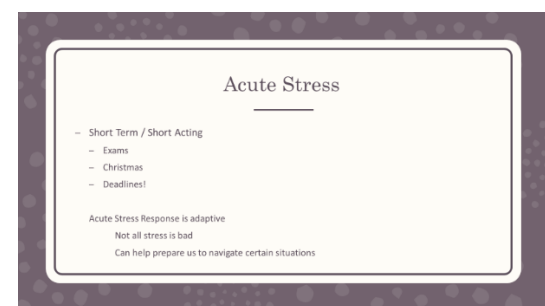 Acute Stress
– Short Term / Short Acting
– Exams
– Christmas
– Deadlines!
Acute Stress Response is adaptive
Not all stress is bad
Can help prepare us to navigate certain situations